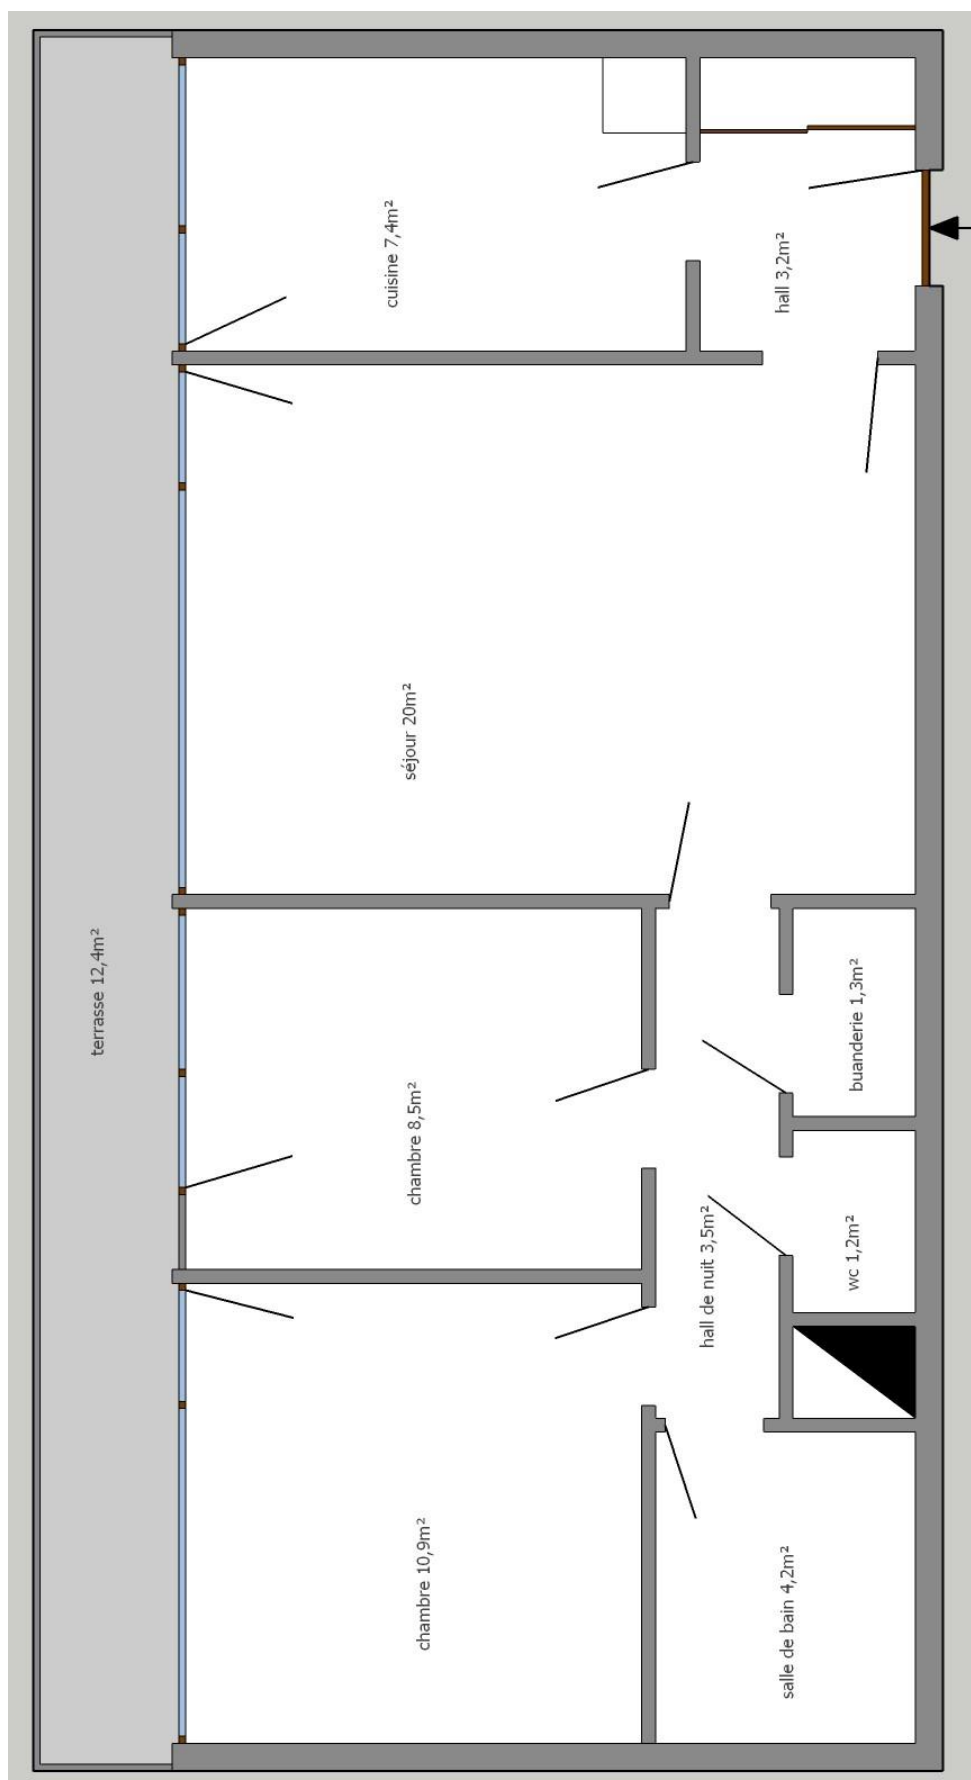 cuisine 7,4m²
hall 3,2m²
séjour 20m²
terrasse 12,4m²
chambre 8,5m²
buanderie 1,3m²
hall de nuit 3,5m²
wc 1,2m²
chambre 10,9m²
salle de bain 4,2m²